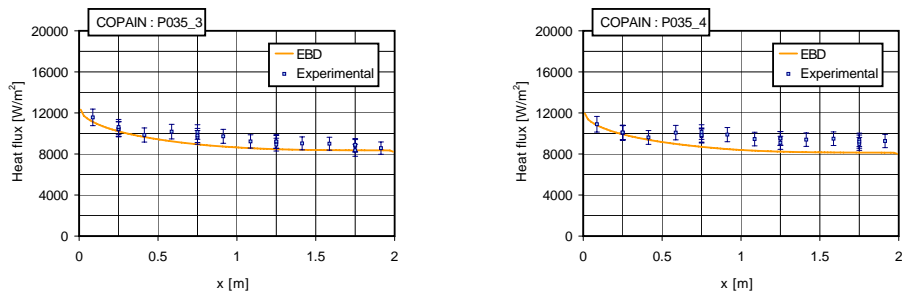 COPAIN : P035_3
20000
16000
12000
8000
4000
0
Heat flux [W/m²]
EBD
Experimental
0 0.5 1 1.5 2
x [m]
COPAIN : P035_4
20000
16000
12000
8000
4000
0
Heat flux [W/m²]
EBD
Experimental
0 0.5 1 1.5 2
x [m]